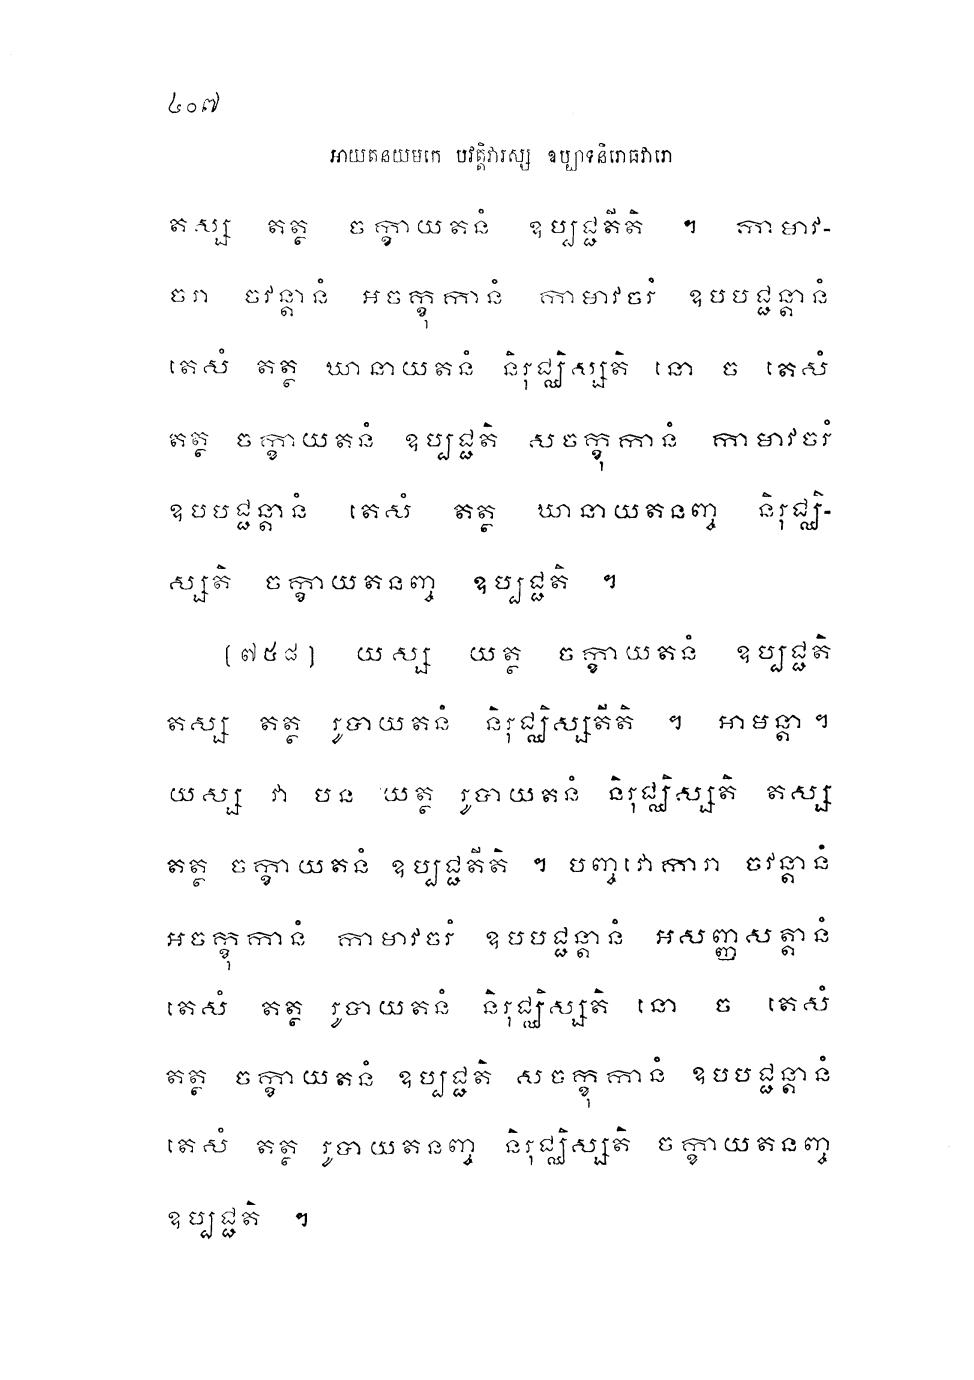 ៤០៧
អាយតនយមកេ បវត្តិវារស្ស ឧប្បាទនិរោធវារោ
តស្ស តត្ថ ចក្ខាយតនំ ឧប្បជ្ជតីតិ ។ កាមាវ-
ចរា ចវន្តានំ អចក្ខុកានំ កាមាវចរំ ឧបបជ្ជន្តានំ
តេសំ តត្ថ ឃានាយតនំ និរុជ្ឈិស្សតិ នោ ច តេសំ
តត្ថ ចក្ខាយតនំ ឧប្បជ្ជតិ សចក្ខុកានំ កាមាវចរំ
ឧបបជ្ជន្តានំ តេសំ តត្ថ ឃានាយតនញ្ច និរុជ្ឈិ-
ស្សតិ ចក្ខាយតនញ្ច ឧប្បជ្ជតិ ។
(៧៥៨) យស្ស យត្ថ ចក្ខាយតនំ ឧប្បជ្ជតិ
តស្ស តត្ថ រូបាយតនំ និរុជ្ឈិស្សតីតិ ។ អាមន្តា ។
យស្ស វា បន យត្ថ រូបាយតនំ និរុជ្ឈិស្សតិ តស្ស
តត្ថ ចក្ខាយតនំ ឧប្បជ្ជតីតិ ។ បញ្ចវោការា ចវន្តានំ
អចក្ខុកានំ កាមាវចរំ ឧបបជ្ជន្តានំ អសញ្ញសត្តានំ
តេសំ តត្ថ រូបាយតនំ និរុជ្ឈិស្សតិ នោ ច តេសំ
តត្ថ ចក្ខាយតនំ ឧប្បជ្ជតិ សចក្ខុកានំ ឧបបជ្ជន្តានំ
តេសំ តត្ថ រូបាយតនញ្ច និរុជ្ឈិស្សតិ ចក្ខាយតនញ្ច
ឧប្បជ្ជតិ ។